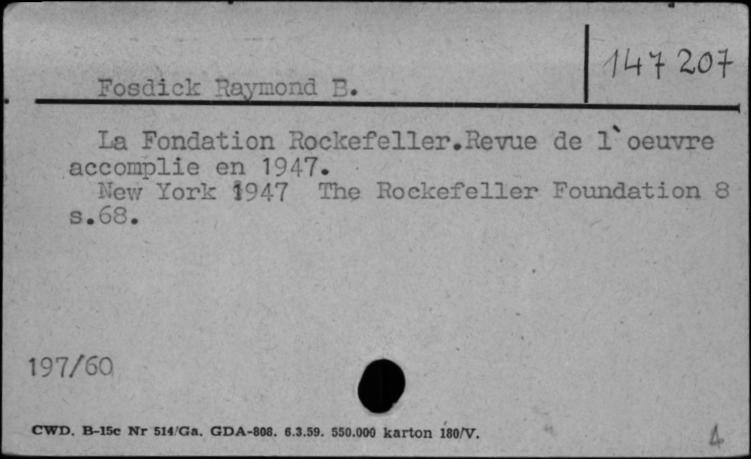 147 207
Fosdick Raymond B.
La Fondation Rockefeller.Revue de l`oeuvre
accomplie en 1947.
New York 1947 The Rockefeller Foundation 8
s.68.
197/60
CWD. B-15c Nr 514/Ga. GDA-808. 6.3.59. 550.000 karton 180/V.
4